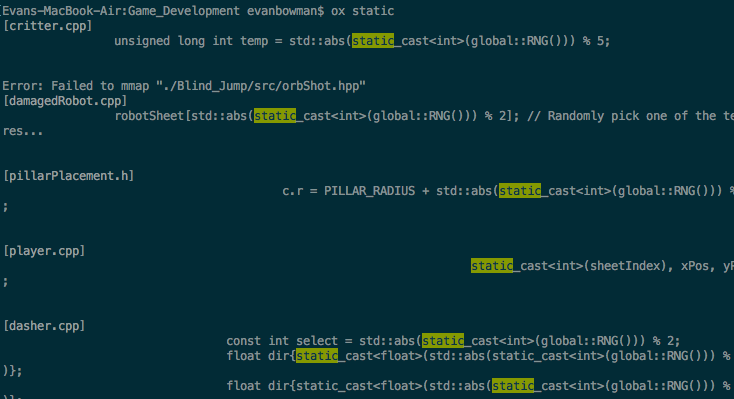 [Evans-MacBook-Air:Game_Development evanbowman$ ox static
[critter.cpp]
unsigned long int temp = std::abs(static_cast<int>(global::RNG())) % 5;
Error: Failed to mmap "./Blind_Jump/src/orbShot.hpp"
[damagedRobot.cpp]
robotSheet[std::abs(static_cast<int>(global::RNG())) % 2]; // Randomly pick one of the te
res...
[pillarPlacement.h]
c.r = PILLAR_RADIUS + std::abs(static_cast<int>(global::RNG())) %
;
[player.cpp]
static_cast<int>(sheetIndex), xPos, yP
;
[dasher.cpp]
const int select = std::abs(static_cast<int>(global::RNG())) % 2;
float dir{static_cast<float>(std::abs(static_cast<int>(global::RNG())) %
)};
float dir{static_cast<float>(std::abs(static_cast<int>(global::RNG())) %
)};